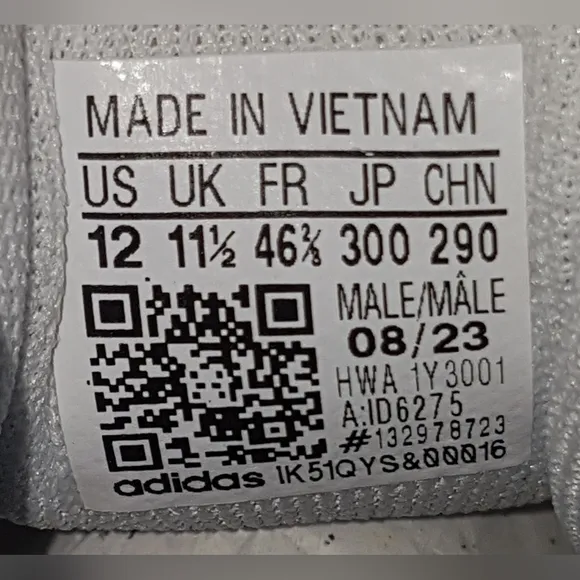 MADE IN VIETNAM
US UK FR JP CHN
12 11½ 46⅔ 300 290
MALE/MÂLE
08/23
HWA 1Y3001
A:ID6275
#132978723
adidas 1K51QYS&00016